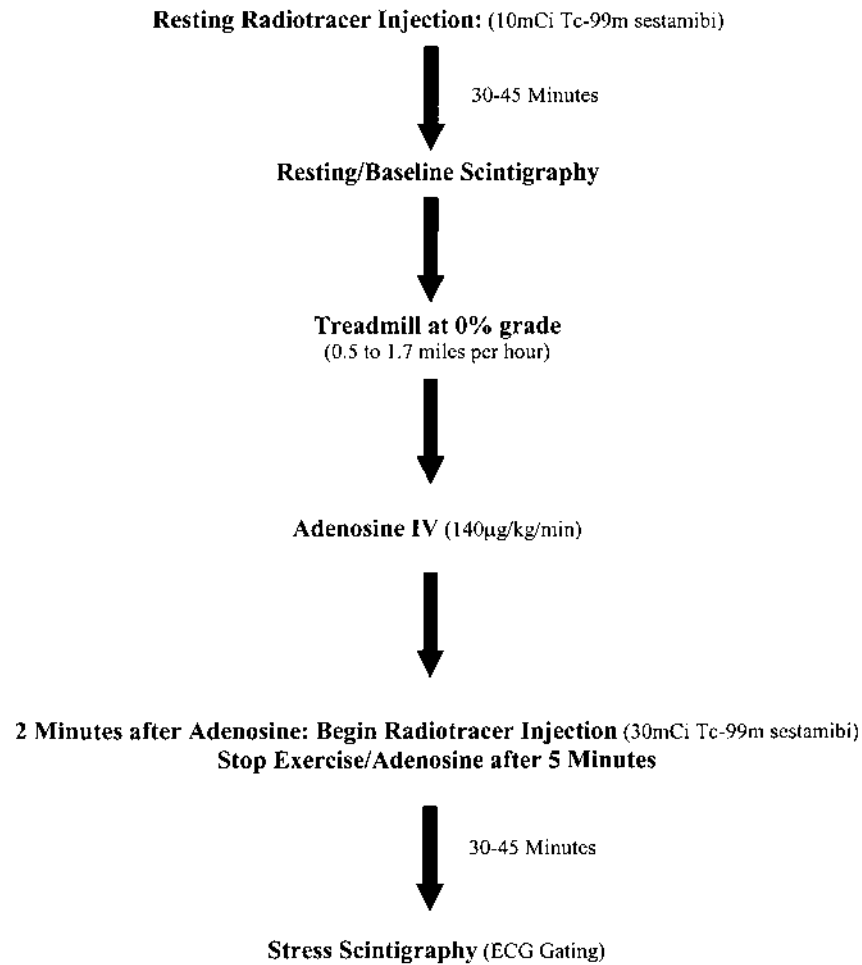 Resting Radiotracer Injection: (10mCi Tc-99m sestamibi)
30-45 Minutes
Resting/Baseline Scintigraphy
Treadmill at 0% grade
(0.5 to 1.7 miles per hour)
Adenosine IV (140µg/kg/min)
2 Minutes after Adenosine: Begin Radiotracer Injection (30mCi Tc-99m sestamibi)
Stop Exercise/Adenosine after 5 Minutes
30-45 Minutes
Stress Scintigraphy (ECG Gating)